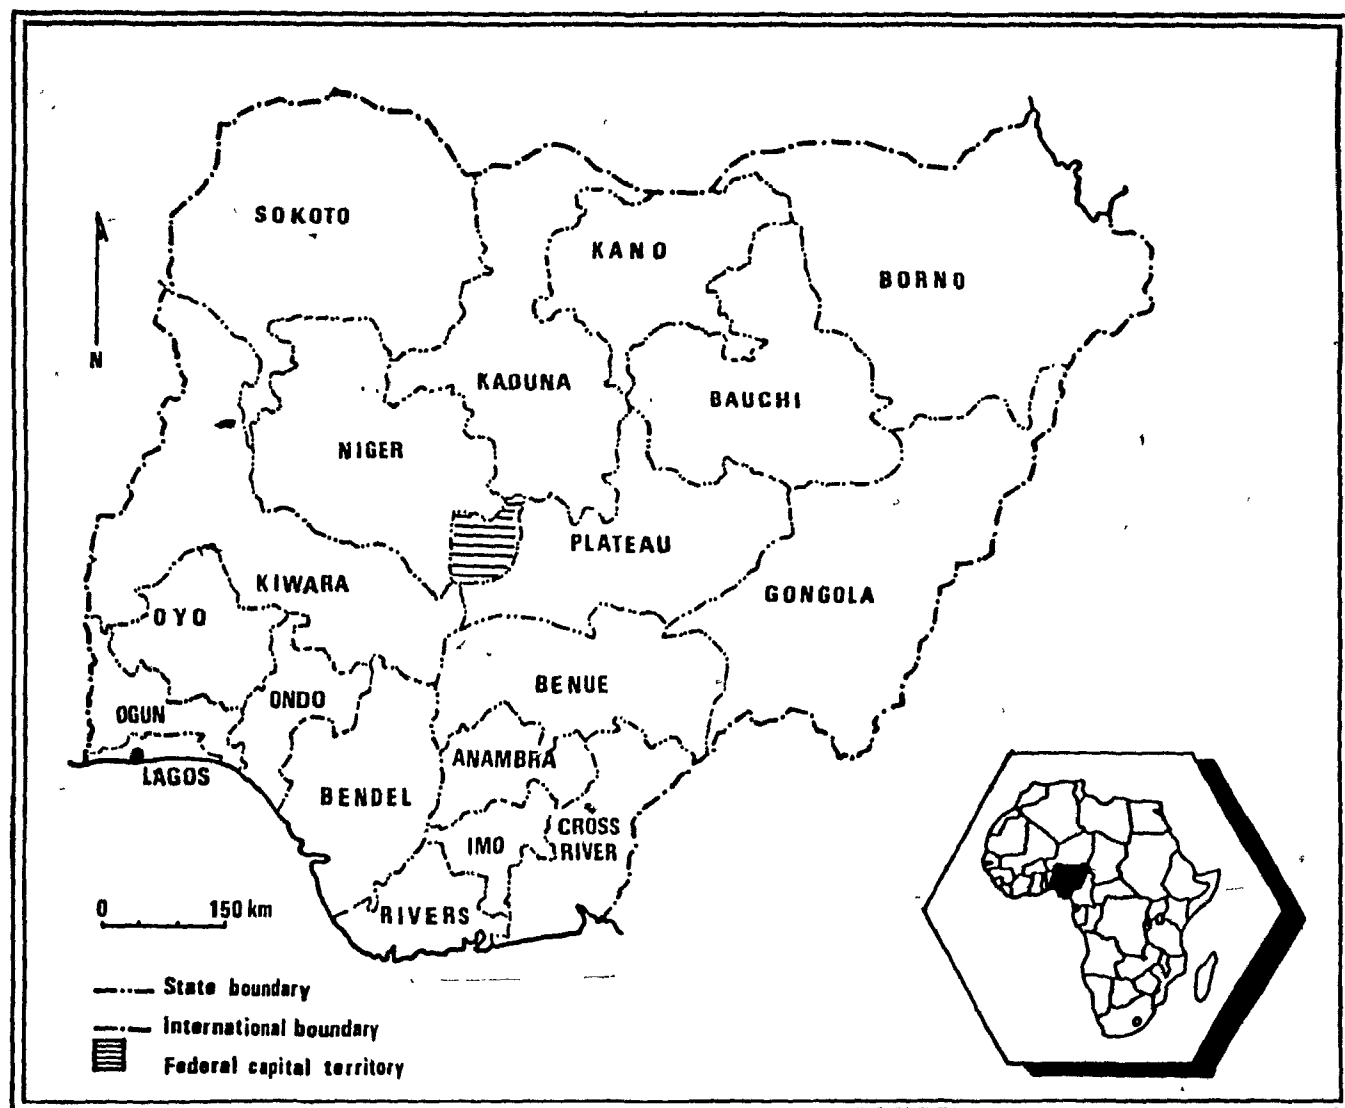 SOKOTO
KANO
BORNO
N
KADUNA
BAUCHI
NIGER
PLATEAU
KIWARA
GONGOLA
OYO
BENUE
ONDO
OGUN
ANAMBRA
LAGOS
BENDEL
CROSS
RIVER
IMO
RIVERS
0 150 km
State boundary
International boundary
Federal capital territory